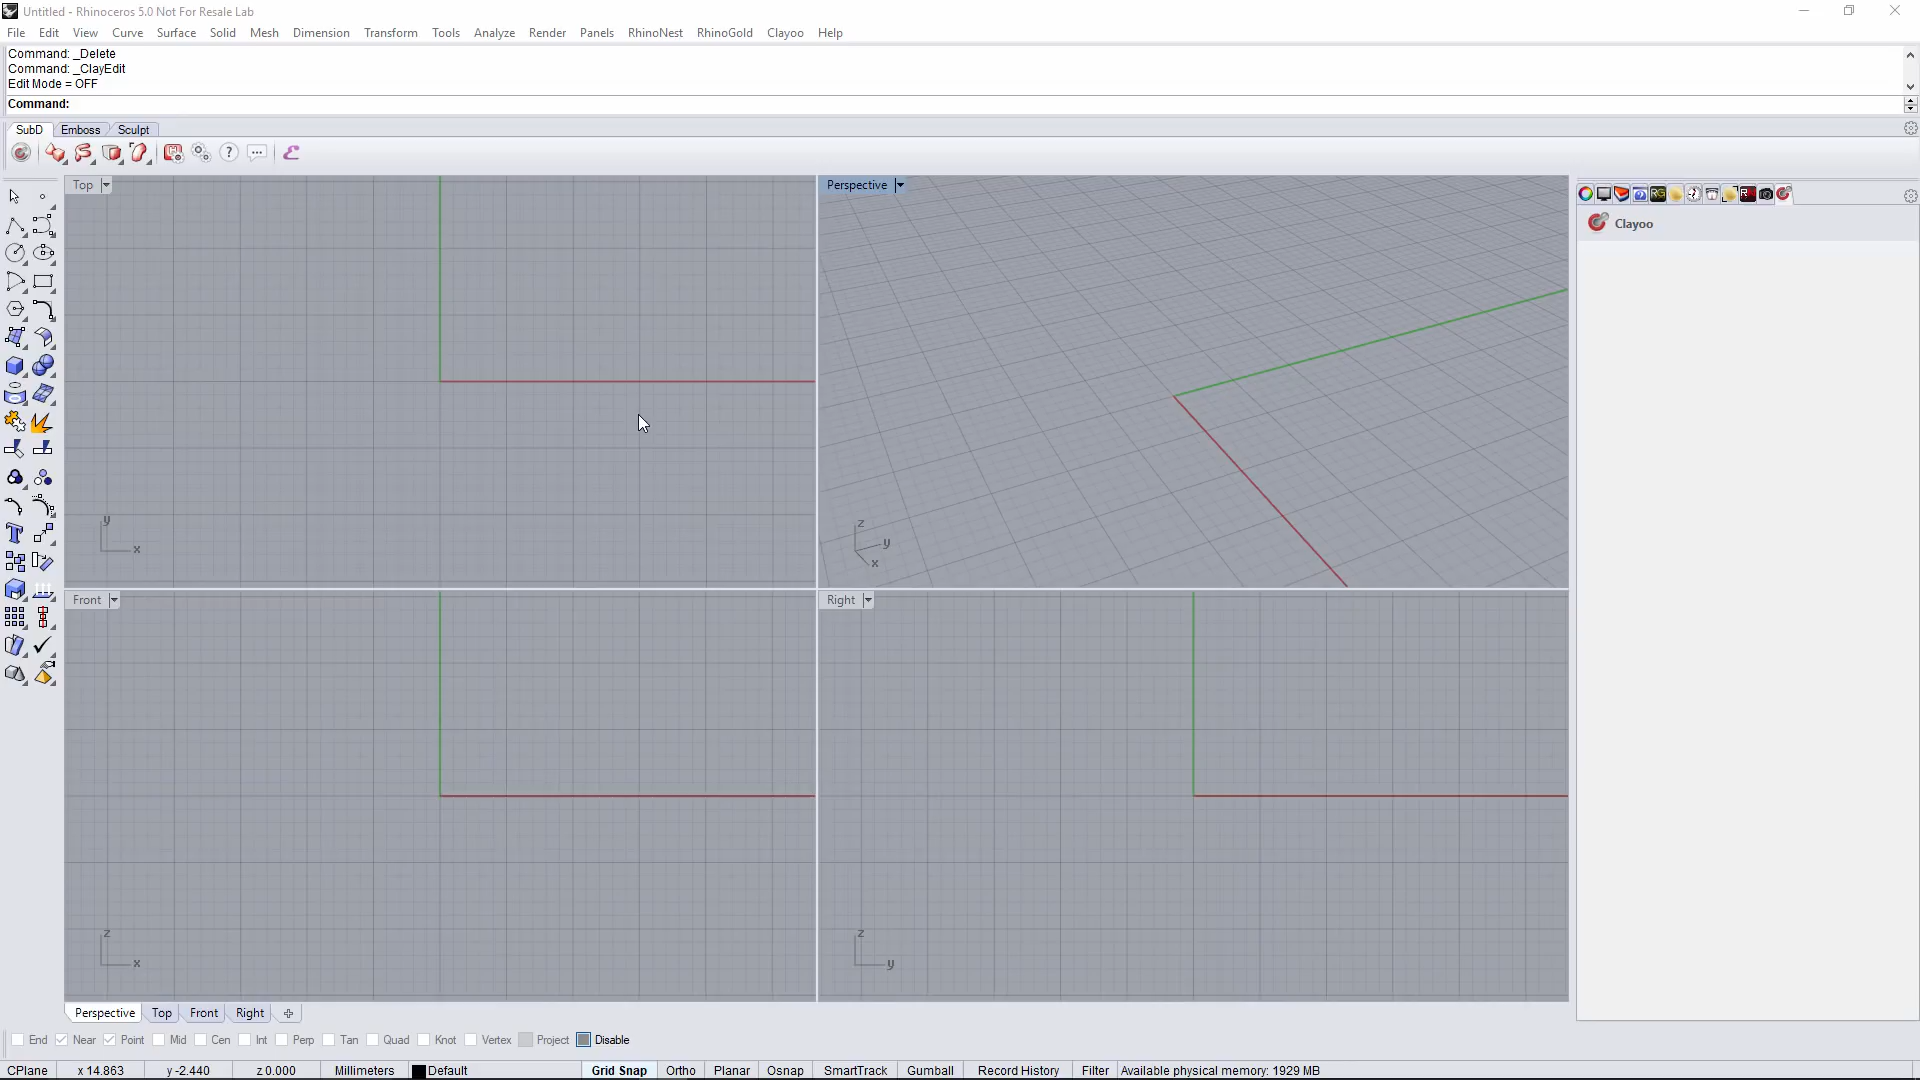 Untitled - Rhinoceros 5.0 Not For Resale Lab
File Edit View Curve Surface Solid Mesh Dimension Transform Tools Analyze Render Panels RhinoNest RhinoGold Clayoo Help
Command: _Delete
Command: _ClayEdit
Edit Mode = OFF
Command:
SubD Emboss Sculpt
Top
Perspective
Clayoo
y
x
z
y
x
Front
Right
z
x
z
y
Perspective Top Front Right
End Near Point Mid Cen Int Perp Tan Quad Knot Vertex Project Disable
CPlane x 14.863 y -2.440 z 0.000 Millimeters Default Grid Snap Ortho Planar Osnap SmartTrack Gumball Record History Filter Available physical memory: 1929 MB